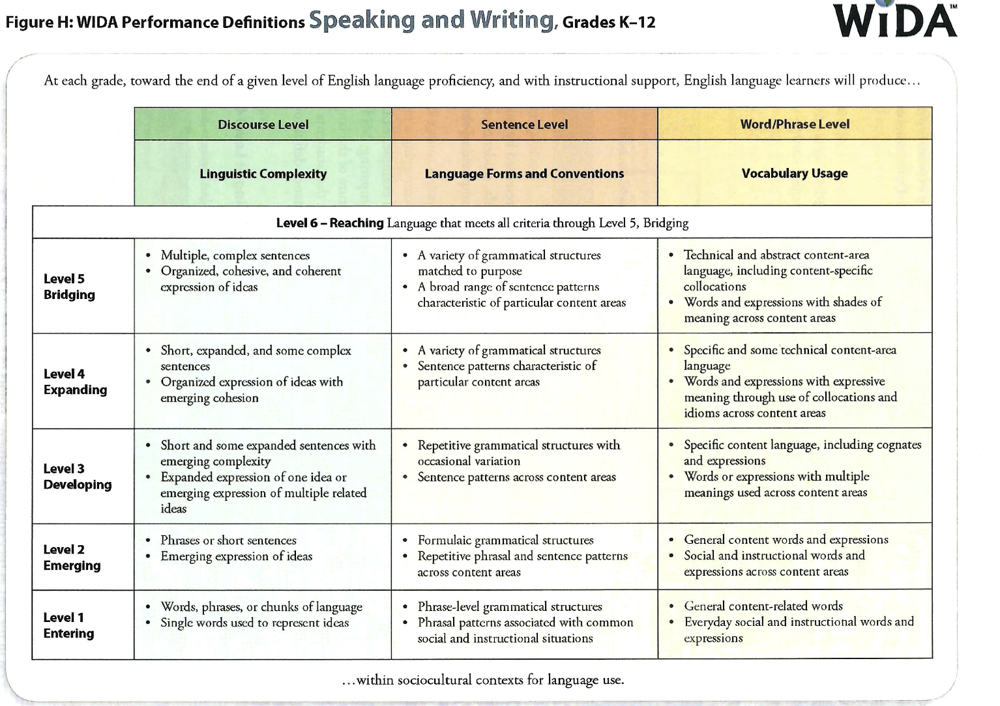 Figure H: WIDA Performance Definitions Speaking and Writing, Grades K–12
WiDA™
At each grade, toward the end of a given level of English language proficiency, and with instructional support, English language learners will produce…
Discourse Level
Sentence Level
Word/Phrase Level
Linguistic Complexity
Language Forms and Conventions
Vocabulary Usage
Level 6 – Reaching Language that meets all criteria through Level 5, Bridging
Level 5
Bridging
• Multiple, complex sentences
• Organized, cohesive, and coherent
expression of ideas
• A variety of grammatical structures
matched to purpose
• A broad range of sentence patterns
characteristic of particular content areas
• Technical and abstract content-area
language, including content-specific
collocations
• Words and expressions with shades of
meaning across content areas
Level 4
Expanding
• Short, expanded, and some complex
sentences
• Organized expression of ideas with
emerging cohesion
• A variety of grammatical structures
• Sentence patterns characteristic of
particular content areas
• Specific and some technical content-area
language
• Words and expressions with expressive
meaning through use of collocations and
idioms across content areas
Level 3
Developing
• Short and some expanded sentences with
emerging complexity
• Expanded expression of one idea or
emerging expression of multiple related
ideas
• Repetitive grammatical structures with
occasional variation
• Sentence patterns across content areas
• Specific content language, including cognates
and expressions
• Words or expressions with multiple
meanings used across content areas
Level 2
Emerging
• Phrases or short sentences
• Emerging expression of ideas
• Formulaic grammatical structures
• Repetitive phrasal and sentence patterns
across content areas
• General content words and expressions
• Social and instructional words and
expressions across content areas
Level 1
Entering
• Words, phrases, or chunks of language
• Single words used to represent ideas
• Phrase-level grammatical structures
• Phrasal patterns associated with common
social and instructional situations
• General content-related words
• Everyday social and instructional words and
expressions
…within sociocultural contexts for language use.